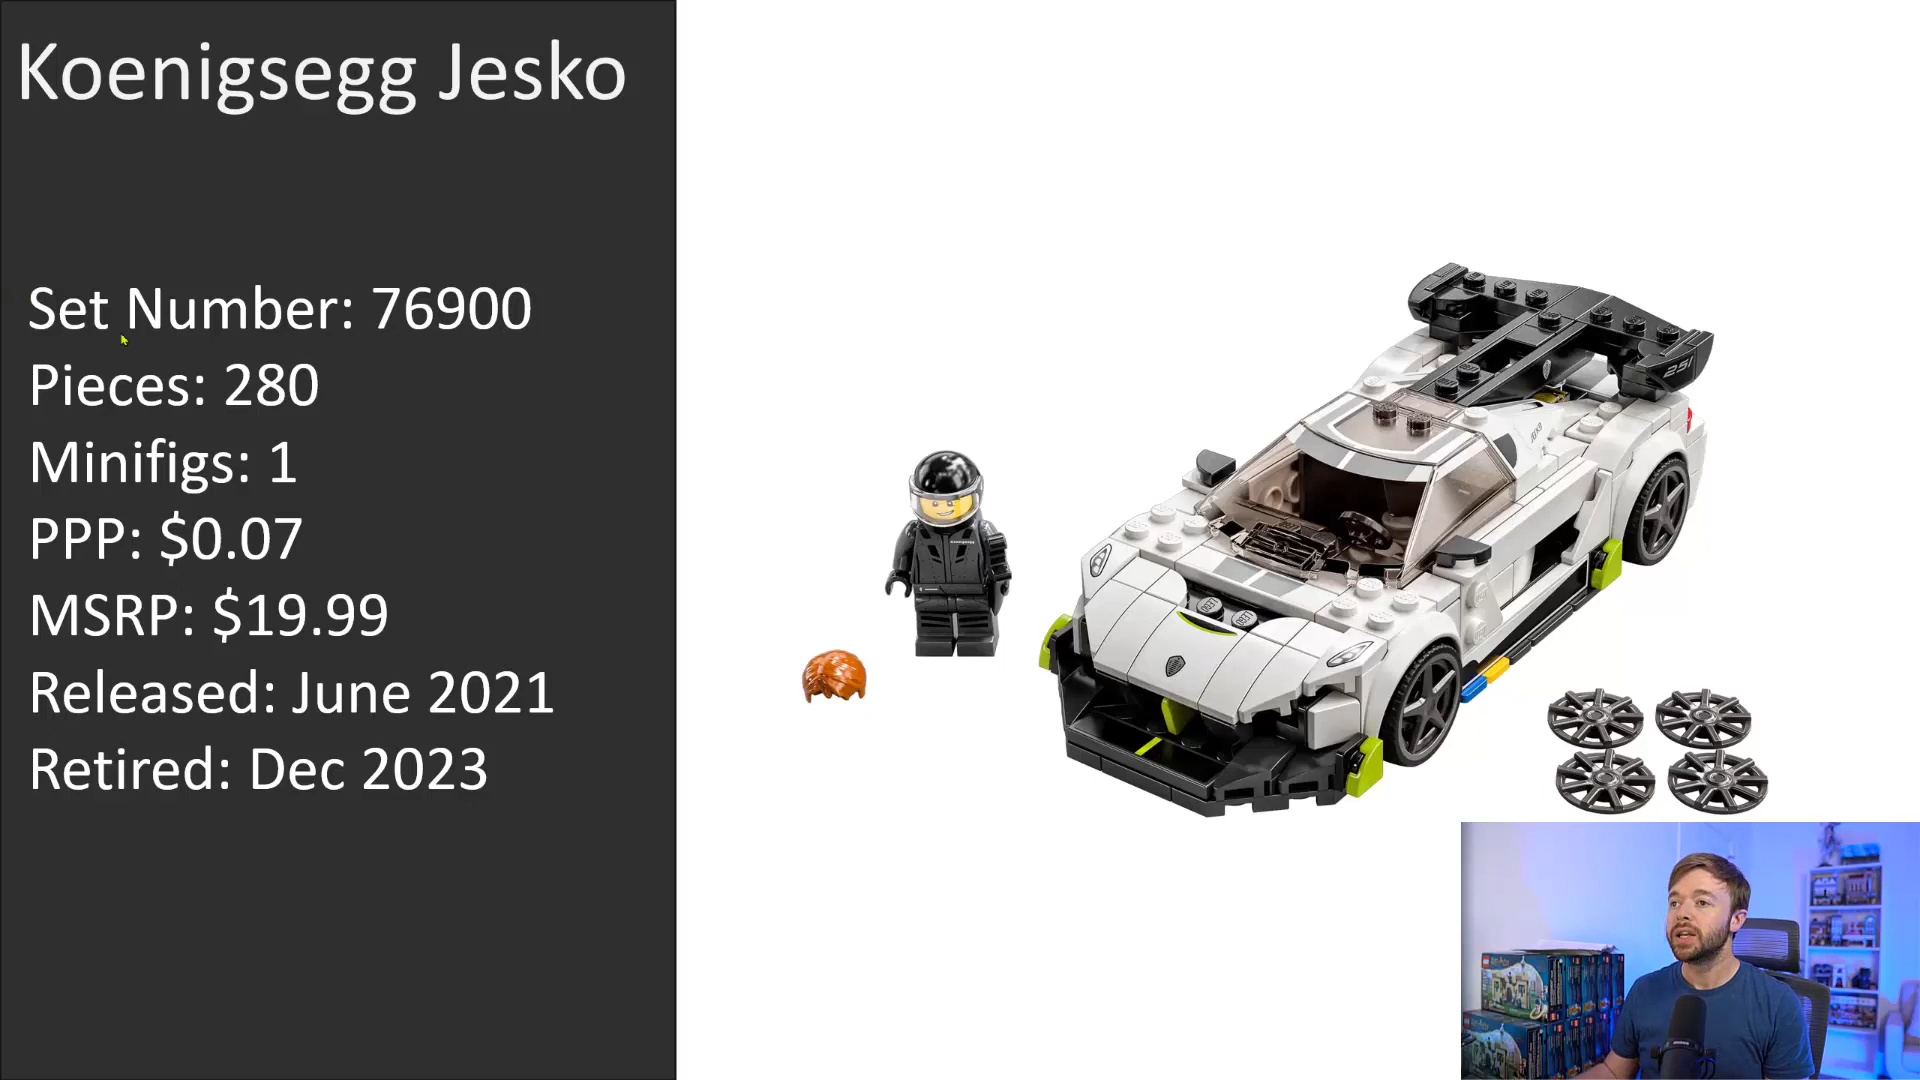 Koenigsegg Jesko
Set Number: 76900
Pieces: 280
Minifigs: 1
PPP: $0.07
MSRP: $19.99
Released: June 2021
Retired: Dec 2023